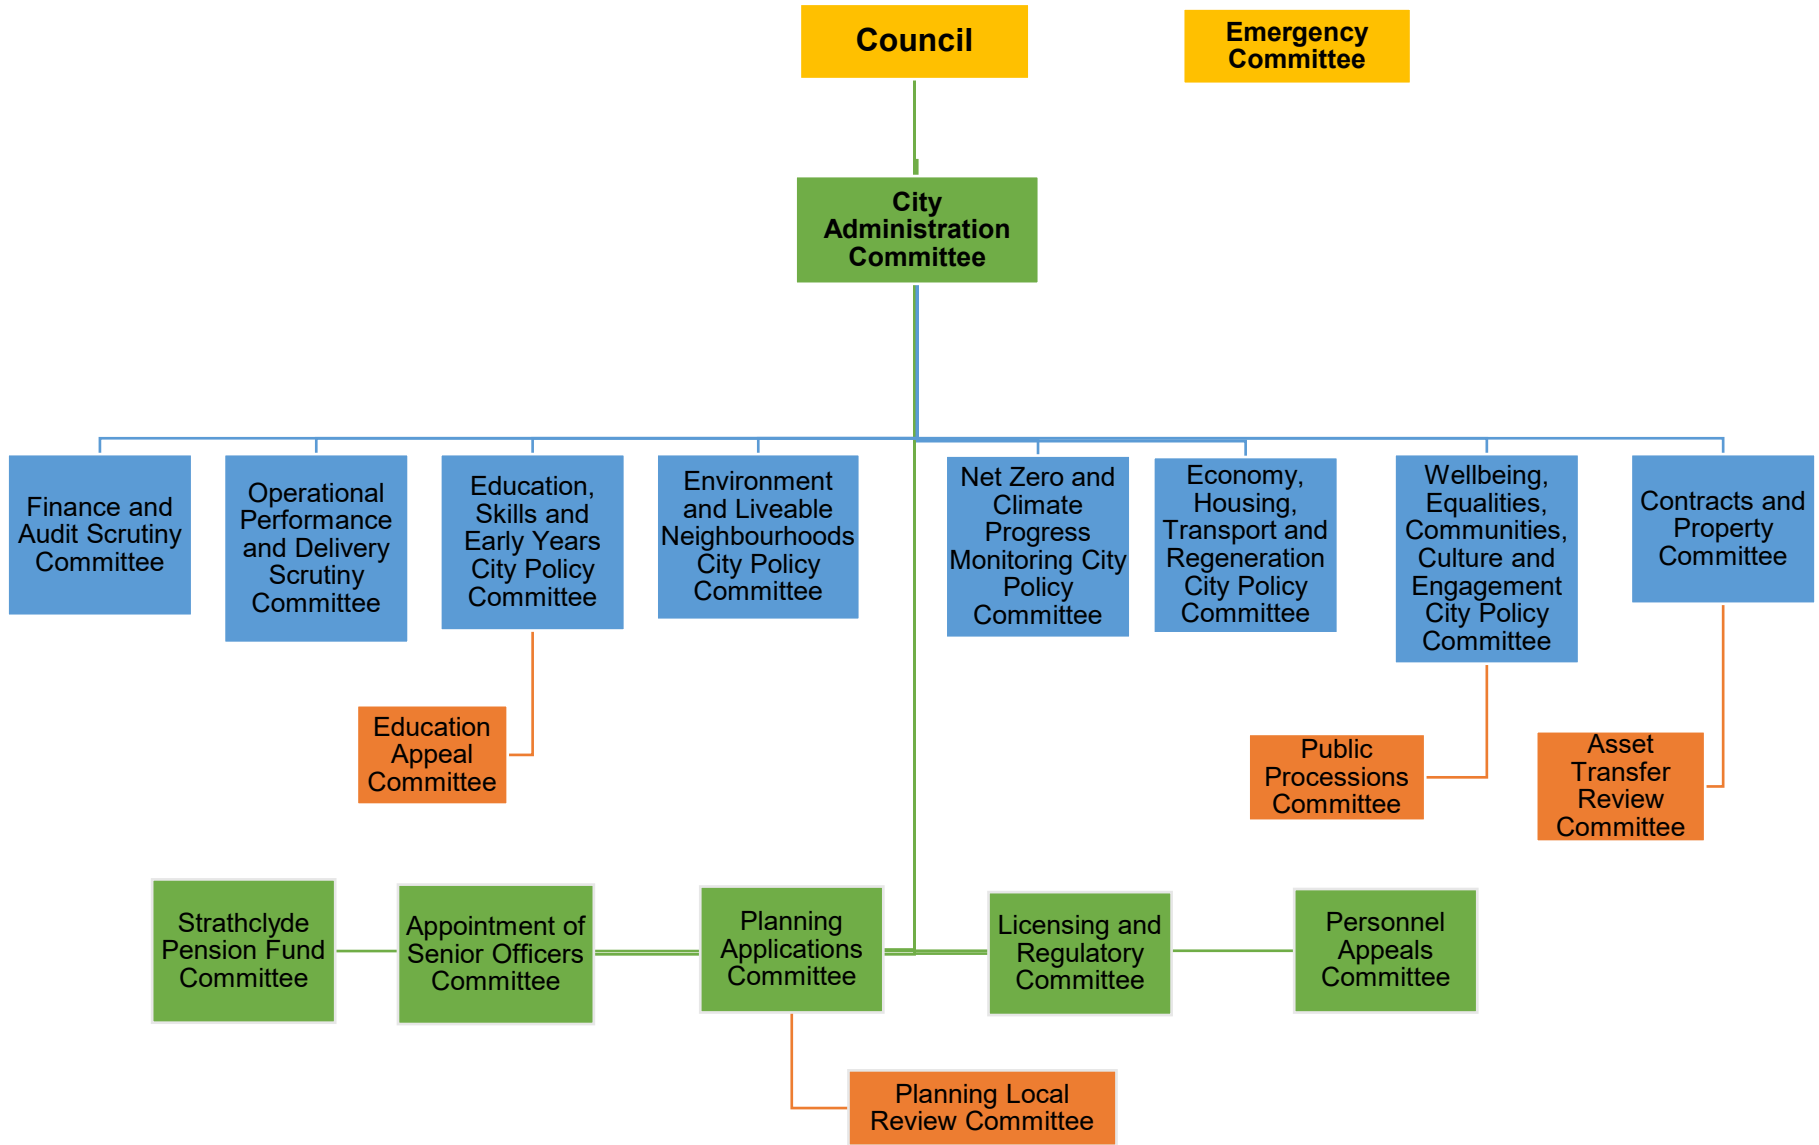 Council
Emergency
Committee
City
Administration
Committee
Finance and
Audit Scrutiny
Committee
Operational
Performance
and Delivery
Scrutiny
Committee
Education,
Skills and
Early Years
City Policy
Committee
Environment
and Liveable
Neighbourhoods
City Policy
Committee
Net Zero and
Climate
Progress
Monitoring City
Policy
Committee
Economy,
Housing,
Transport and
Regeneration
City Policy
Committee
Wellbeing,
Equalities,
Communities,
Culture and
Engagement
City Policy
Committee
Contracts and
Property
Committee
Education
Appeal
Committee
Public
Processions
Committee
Asset
Transfer
Review
Committee
Strathclyde
Pension Fund
Committee
Appointment of
Senior Officers
Committee
Planning
Applications
Committee
Licensing and
Regulatory
Committee
Personnel
Appeals
Committee
Planning Local
Review Committee